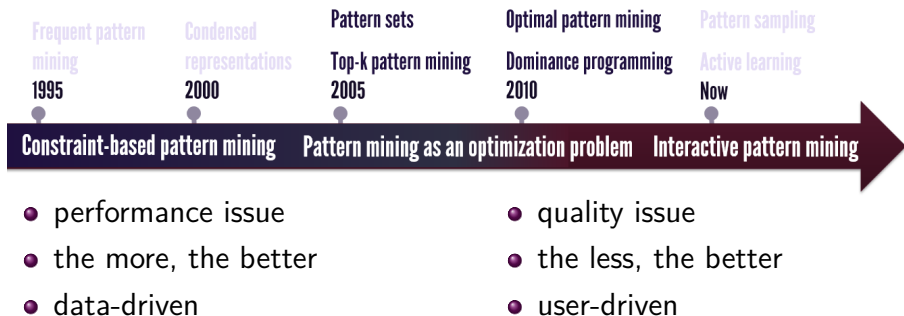 Frequent pattern
mining
1995
Condensed
representations
2000
Pattern sets
Top-k pattern mining
2005
Optimal pattern mining
Dominance programming
2010
Pattern sampling
Active learning
Now
Constraint-based pattern mining
Pattern mining as an optimization problem
Interactive pattern mining
performance issue
the more, the better
data-driven
quality issue
the less, the better
user-driven